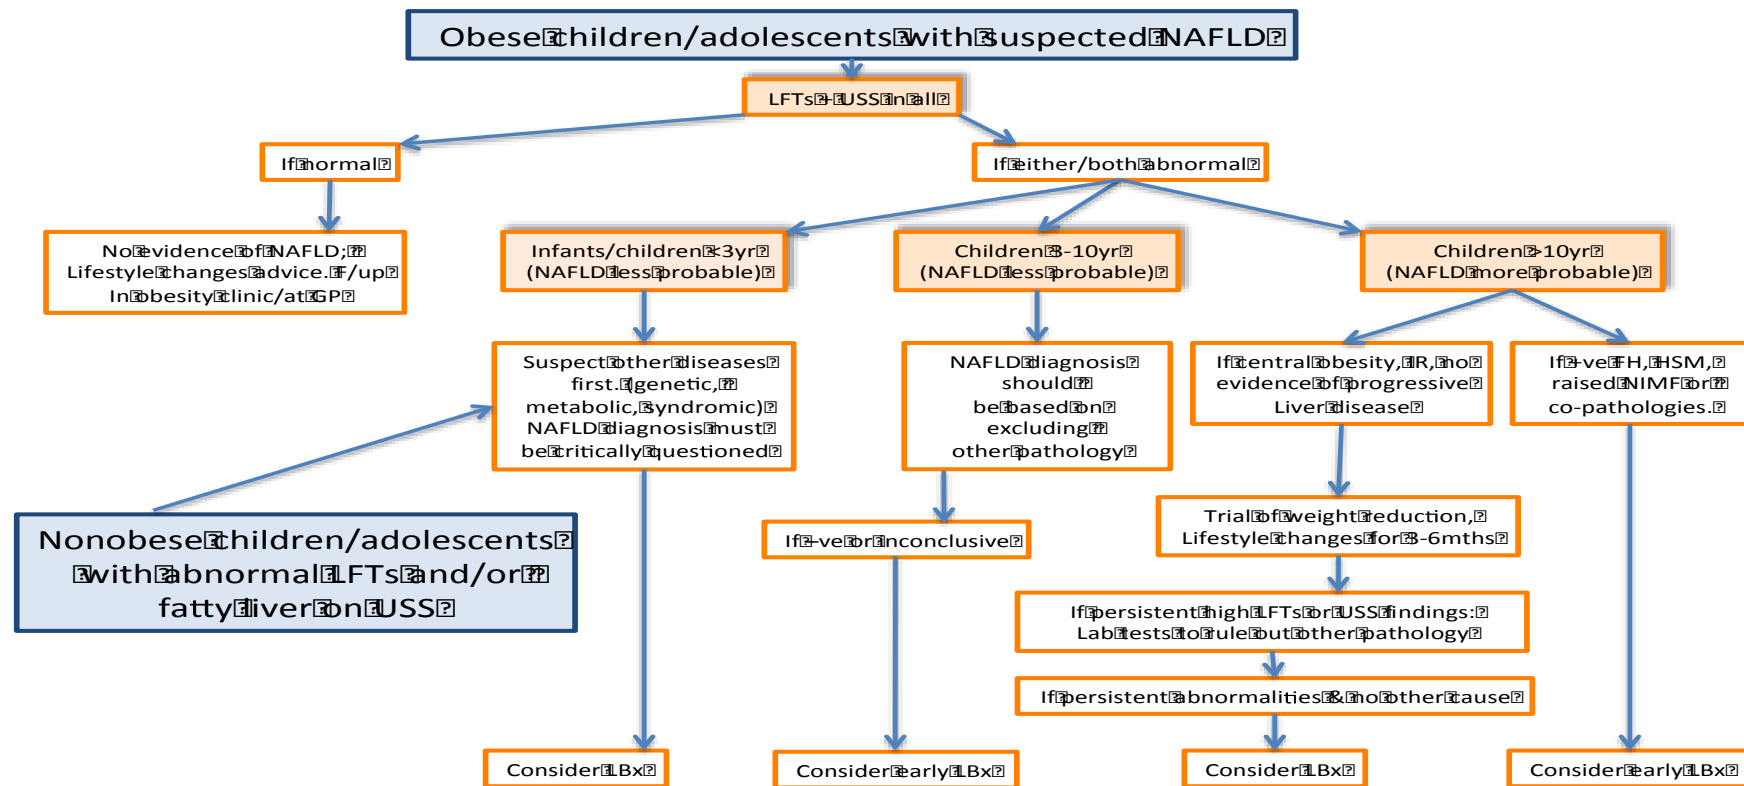 Obese children/adolescents with suspected NAFLD
LFTs + USS in all
If normal
If either/both abnormal
No evidence of NAFLD;
Lifestyle changes advice. F/up
In obesity clinic/at GP
Infants/children <3yr
(NAFLD less probable)
Children 3-10yr
(NAFLD less probable)
Children >10yr
(NAFLD more probable)
Suspect other diseases
first. (genetic,
metabolic, syndromic)
NAFLD diagnosis must
be critically questioned
NAFLD diagnosis
should
be based on
excluding
other pathology
If central obesity, IR, no
evidence of progressive
Liver disease
If +ve FH, HSM,
raised NIMF or
co-pathologies.
Nonobese children/adolescents
with abnormal LFTs and/or
fatty liver on USS
If -ve or inconclusive
Trial of weight reduction,
Lifestyle changes for 3-6mths
If persistent high LFTs or USS findings:
Lab tests to rule out other pathology
If persistent abnormalities & no other cause
Consider LBx
Consider early LBx
Consider LBx
Consider early LBx